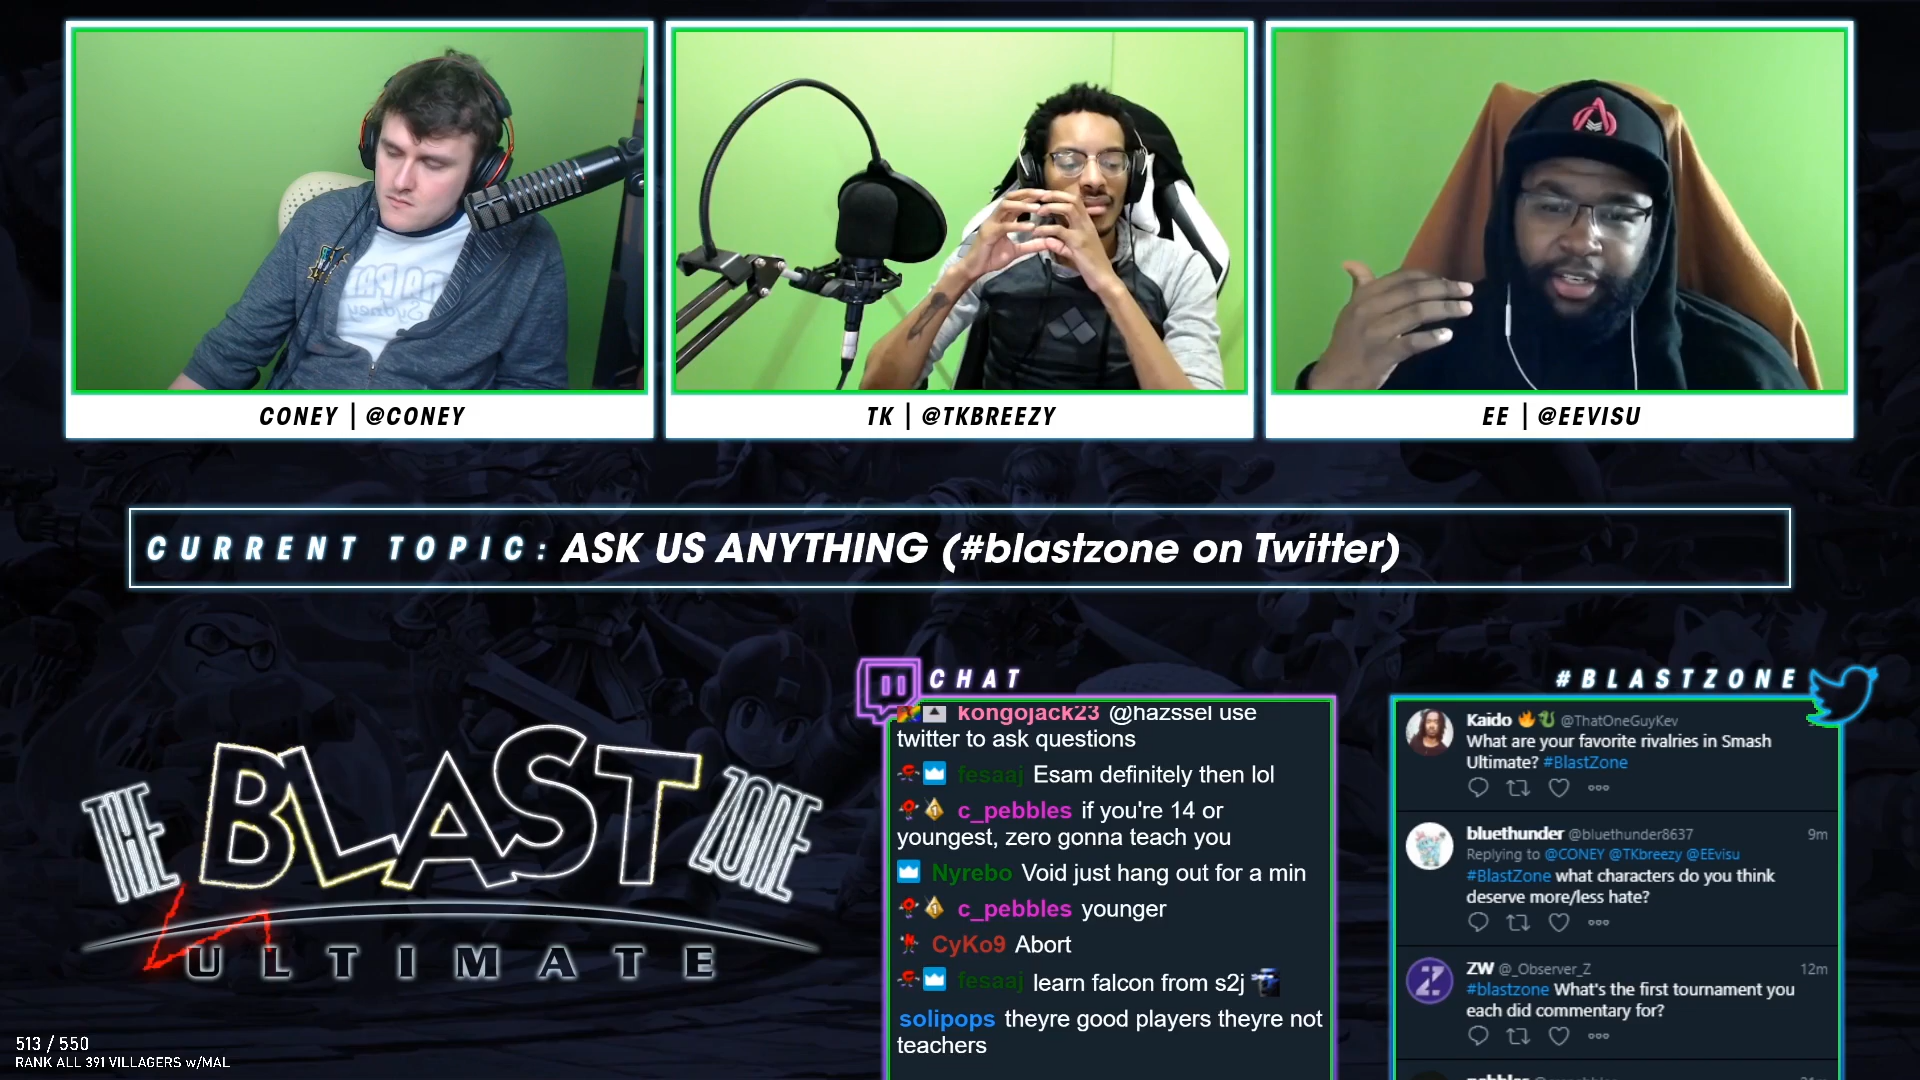 CONEY | @CONEY
TK | @TKBREEZY
EE | @EEVISU
CURRENT TOPIC: ASK US ANYTHING (#blastzone on Twitter)
THE BLAST ZONE
ULTIMATE
513 / 550
RANK ALL 391 VILLAGERS w/MAL
CHAT
kongojack23 @hazssel use
twitter to ask questions
fesaaj Esam definitely then lol
c_pebbles if you're 14 or
youngest, zero gonna teach you
Nyrebo Void just hang out for a min
c_pebbles younger
CyKo9 Abort
fesaaj learn falcon from s2j
solipops theyre good players theyre not
teachers
#BLASTZONE
Kaido @ThatOneGuyKev
What are your favorite rivalries in Smash
Ultimate? #BlastZone
bluethunder @bluethunder8637 9m
Replying to @CONEY @TKbreezy @EEvisu
#BlastZone what characters do you think
deserve more/less hate?
ZW @_Observer_Z 12m
#blastzone What's the first tournament you
each did commentary for?